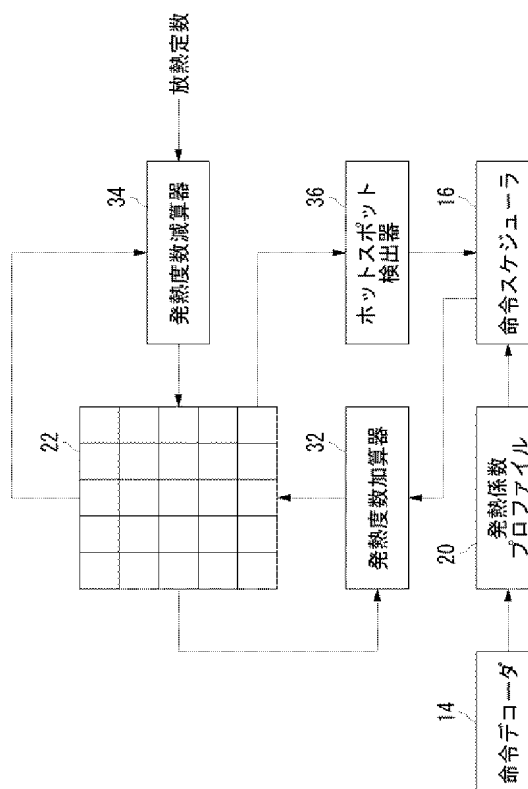 放熱定数
34
発熱度数減算器
22
36
ホットスポット
検出器
32
発熱度数加算器
16
命令スケジューラ
20
発熱係数
プロファイル
14
命令デコーダ